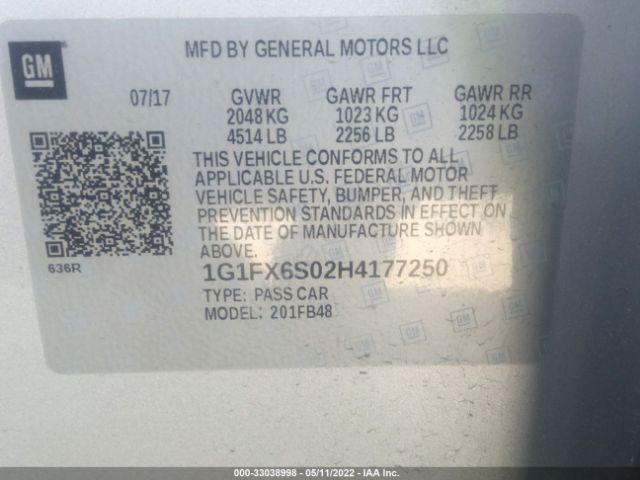 GM
MFD BY GENERAL MOTORS LLC
07/17 GVWR GAWR FRT GAWR RR
2048 KG 1023 KG 1024 KG
4514 LB 2256 LB 2258 LB
THIS VEHICLE CONFORMS TO ALL
APPLICABLE U.S. FEDERAL MOTOR
VEHICLE SAFETY, BUMPER, AND THEFT
PREVENTION STANDARDS IN EFFECT ON
THE DATE OF MANUFACTURE SHOWN
ABOVE.
636R
1G1FX6S02H4177250
TYPE: PASS CAR
MODEL: 201FB48
000-33038998 - 05/11/2022 - IAA Inc.